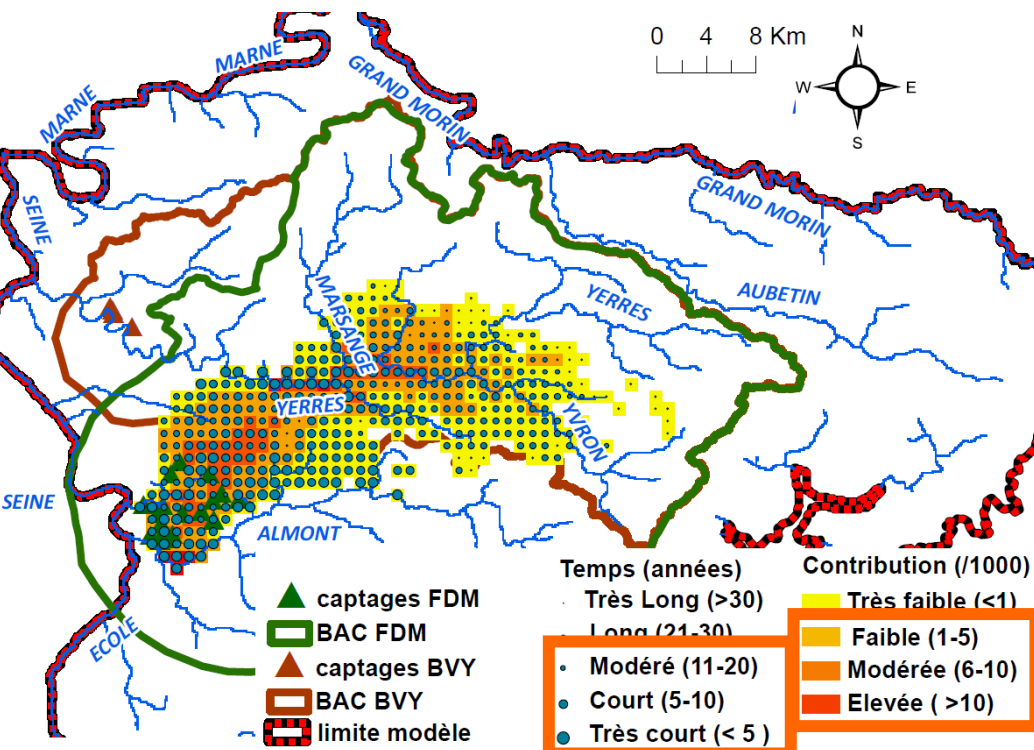 0 4 8 Km
N
W
E
S
MARNE
MARNE
GRAND MORIN
GRAND MORIN
SEINE
MARSANGE
YERRES
AUBETIN
YERRES
YVRON
SEINE
ALMONT
ECOLE
captages FDM
BAC FDM
captages BVY
BAC BVY
limite modèle
Temps (années)
Très Long (>30)
Long (21-30)
Modéré (11-20)
Court (5-10)
Très court (< 5 )
Contribution (/1000)
Très faible (<1)
Faible (1-5)
Modérée (6-10)
Elevée ( >10)